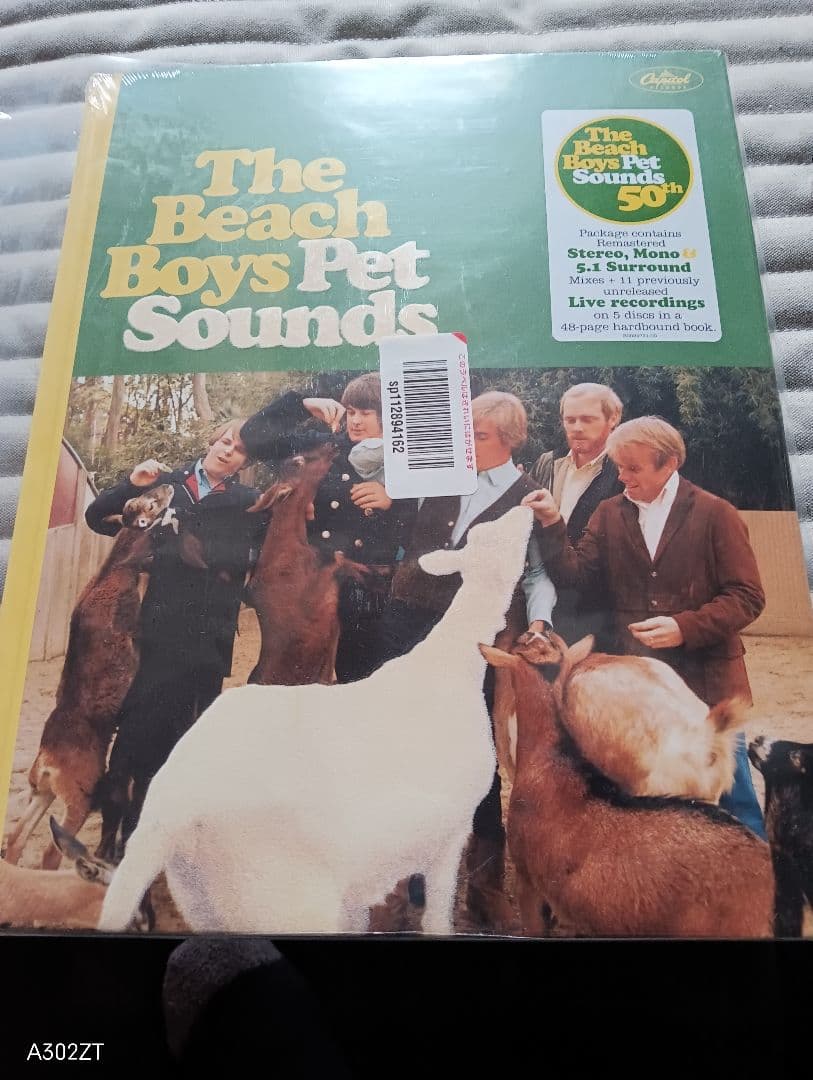 Capitol
RECORDS
The
Beach
Boys Pet
Sounds
The
Beach
Boys Pet
Sounds
50th
Package contains
Remastered
Stereo, Mono &
5.1 Surround
Mixes + 11 previously
unreleased
Live recordings
on 5 discs in a
48-page hardbound book.
sp112894162
A302ZT